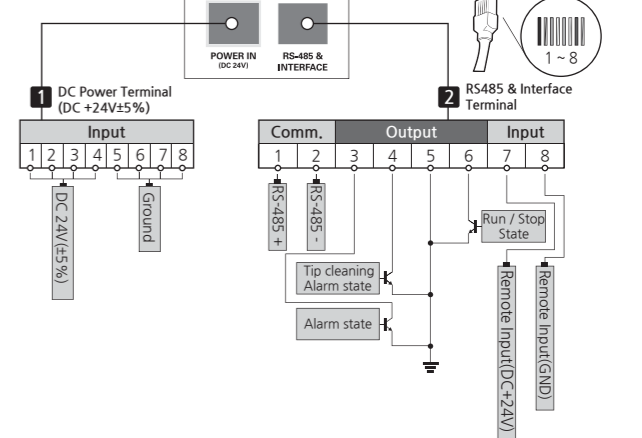 POWER IN
(DC 24V)
RS-485 &
INTERFACE
1 ~ 8
1 DC Power Terminal
(DC +24V±5%)
2 RS485 & Interface
Terminal
Input
1 2 3 4 5 6 7 8
DC 24V(±5%)
Ground
Comm. Output Input
1 2 3 4 5 6 7 8
RS-485 +
RS-485 -
Run / Stop
State
Tip cleaning
Alarm state
Alarm state
Remote Input(DC+24V)
Remote Input(GND)